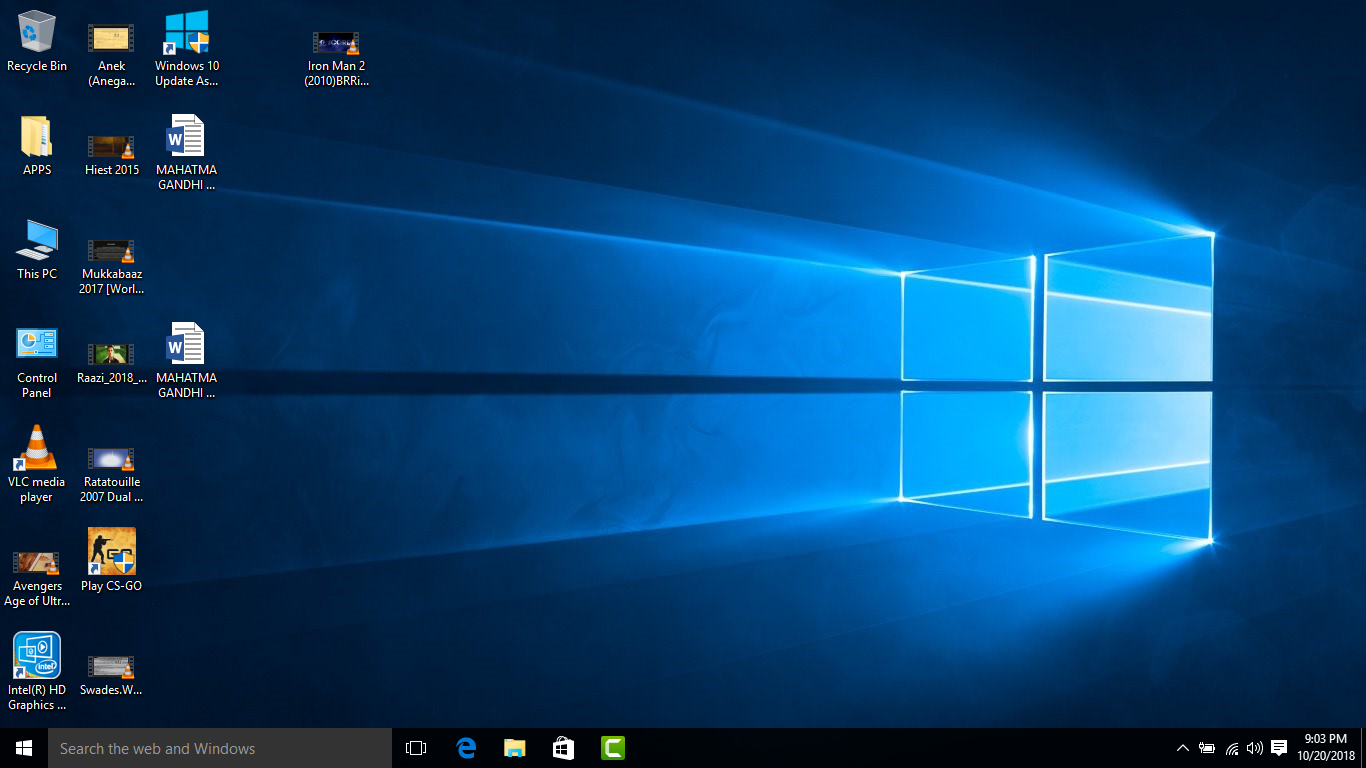 Recycle Bin
Anek
(Anega...
Windows 10
Update As...
Iron Man 2
(2010)BRRi...
APPS
Hiest 2015
W
MAHATMA
GANDHI ...
This PC
Mukkabaaz
2017 [Worl...
Control
Panel
Raazi_2018_...
W
MAHATMA
GANDHI ...
VLC media
player
Ratatouille
2007 Dual ...
Avengers
Age of Ultr...
GO
Play CS-GO
intel
Intel(R) HD
Graphics ...
Swades.W...
Search the web and Windows
9:03 PM
10/20/2018